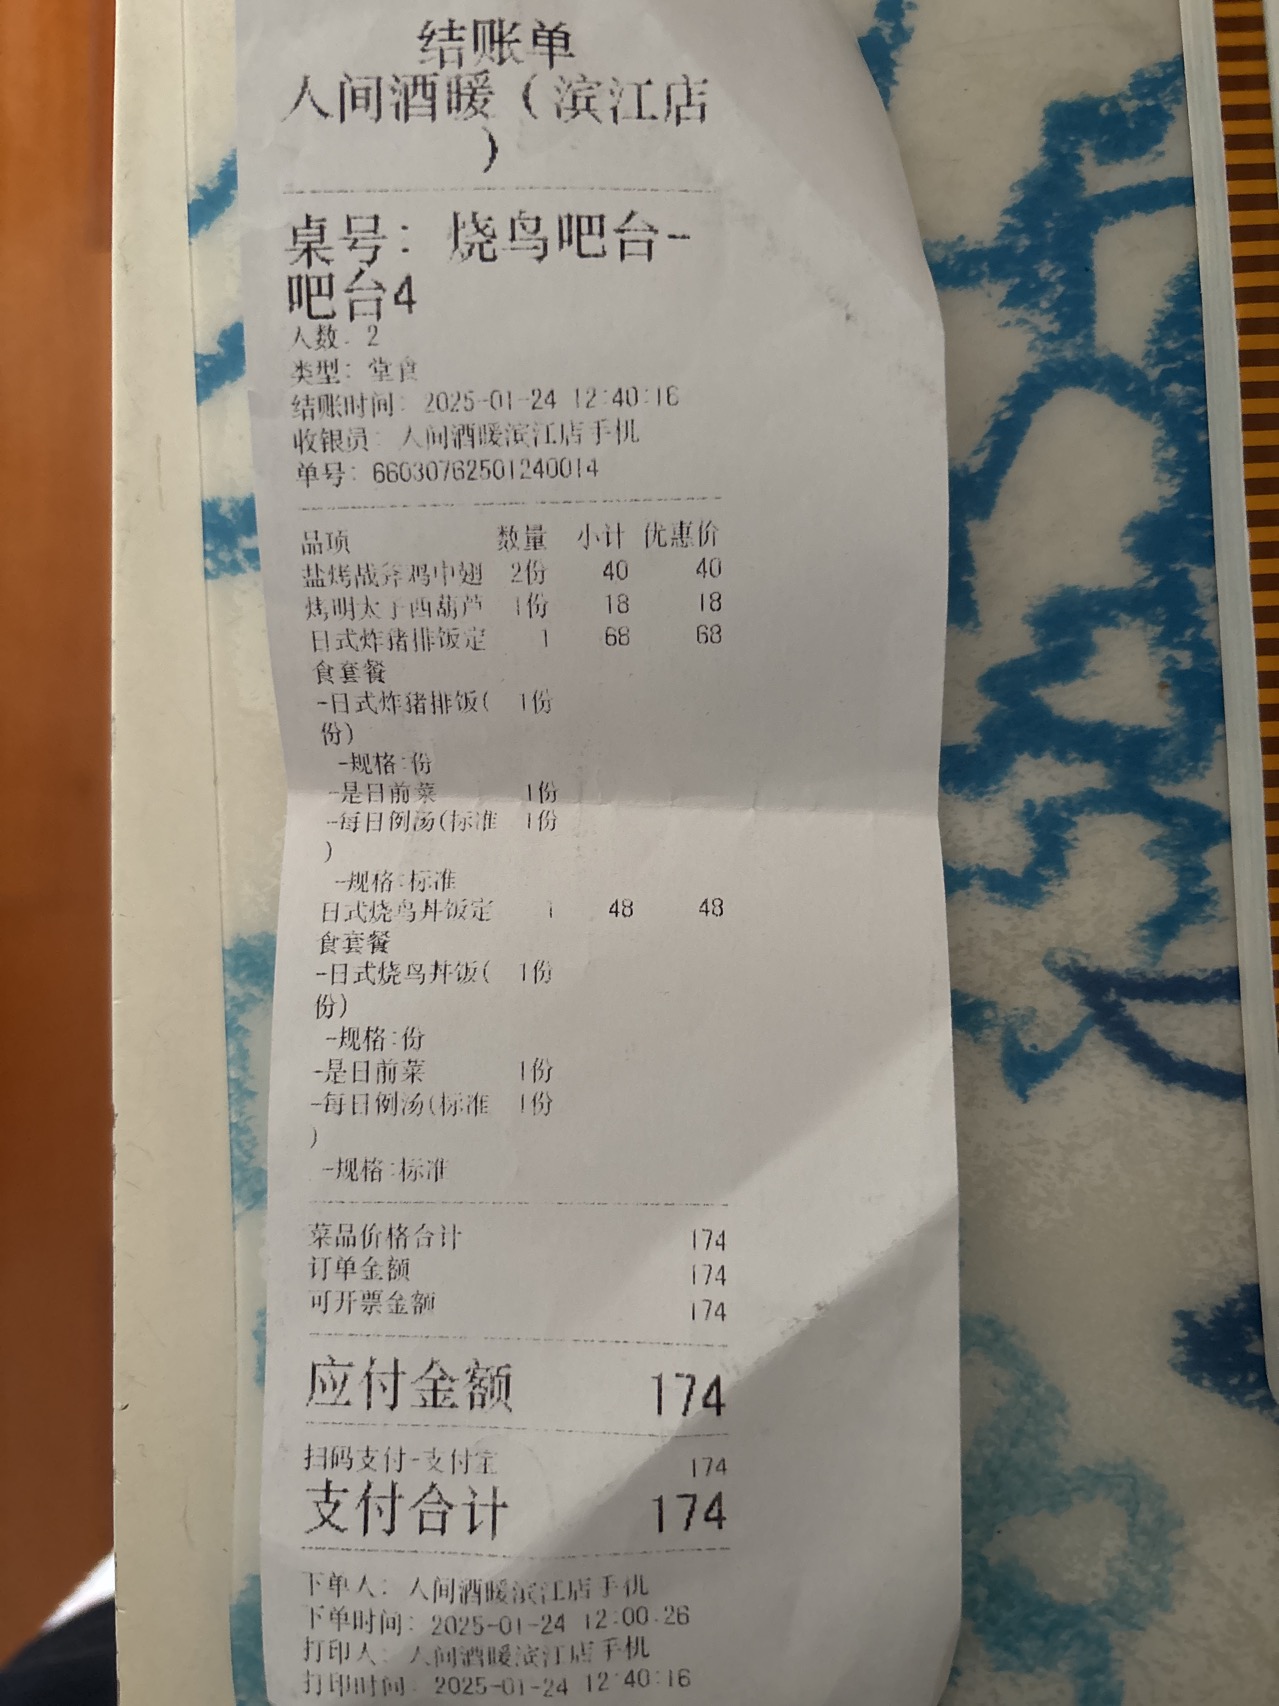 结账单
人间酒暖（滨江店
）
桌号：烧鸟吧台-
吧台4
人数：2
类型：堂食
结账时间：2025-01-24 12:40:16
收银员：人间酒暖滨江店手机
单号：66030762501240014
品项 数量 小计 优惠价
盐烤战斧鸡中翅 2份 40 40
烤明太子西葫芦 1份 18 18
日式炸猪排饭定 1 68 68
食套餐
-日式炸猪排饭( 1份
份)
-规格:份
-是日前菜 1份
-每日例汤(标准 1份
)
-规格:标准
日式烧鸟丼饭定 1 48 48
食套餐
-日式烧鸟丼饭( 1份
份)
-规格:份
-是日前菜 1份
-每日例汤(标准 1份
)
-规格:标准
菜品价格合计 174
订单金额 174
可开票金额 174
应付金额 174
扫码支付-支付宝 174
支付合计 174
下单人：人间酒暖滨江店手机
下单时间：2025-01-24 12:00:26
打印人：人间酒暖滨江店手机
打印时间：2025-01-24 12:40:16